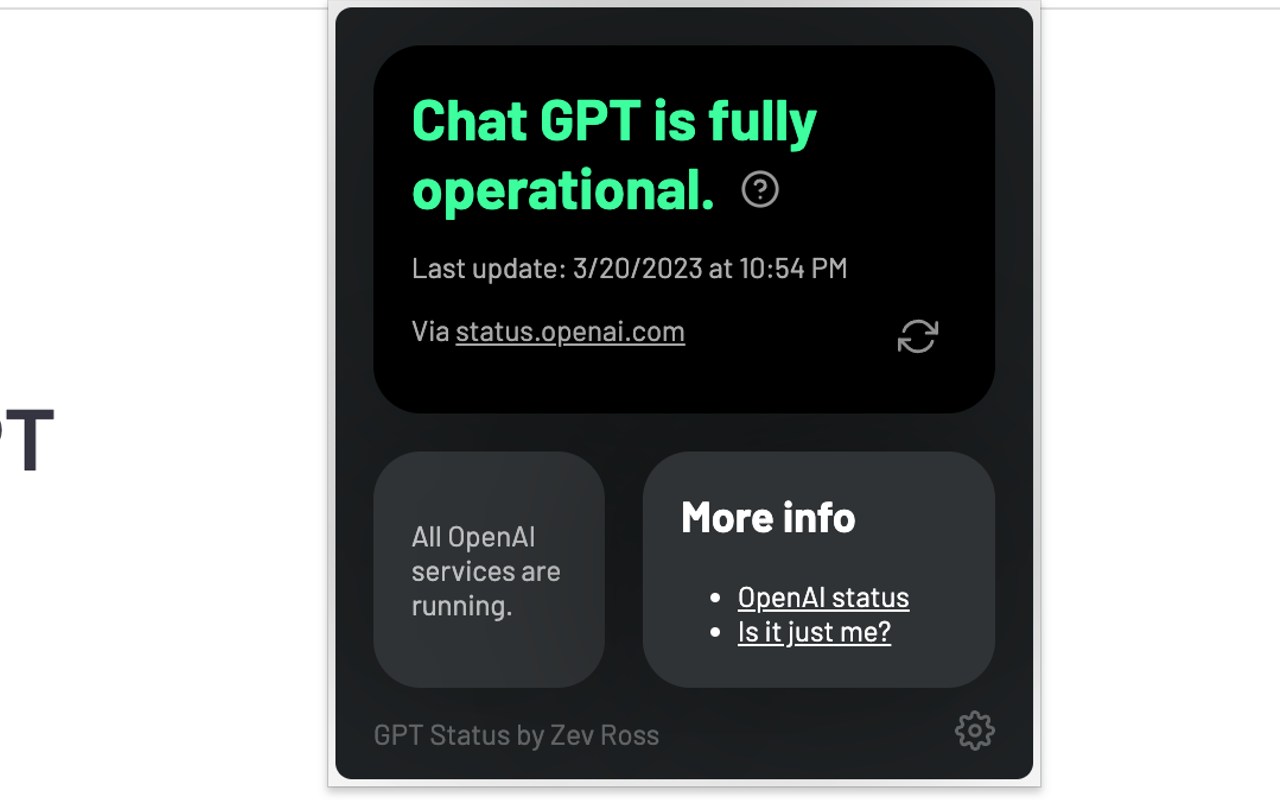 Chat GPT is fully
operational.
Last update: 3/20/2023 at 10:54 PM
Via status.openai.com
PT
All OpenAI
services are
running.
More info
• OpenAI status
• Is it just me?
GPT Status by Zev Ross